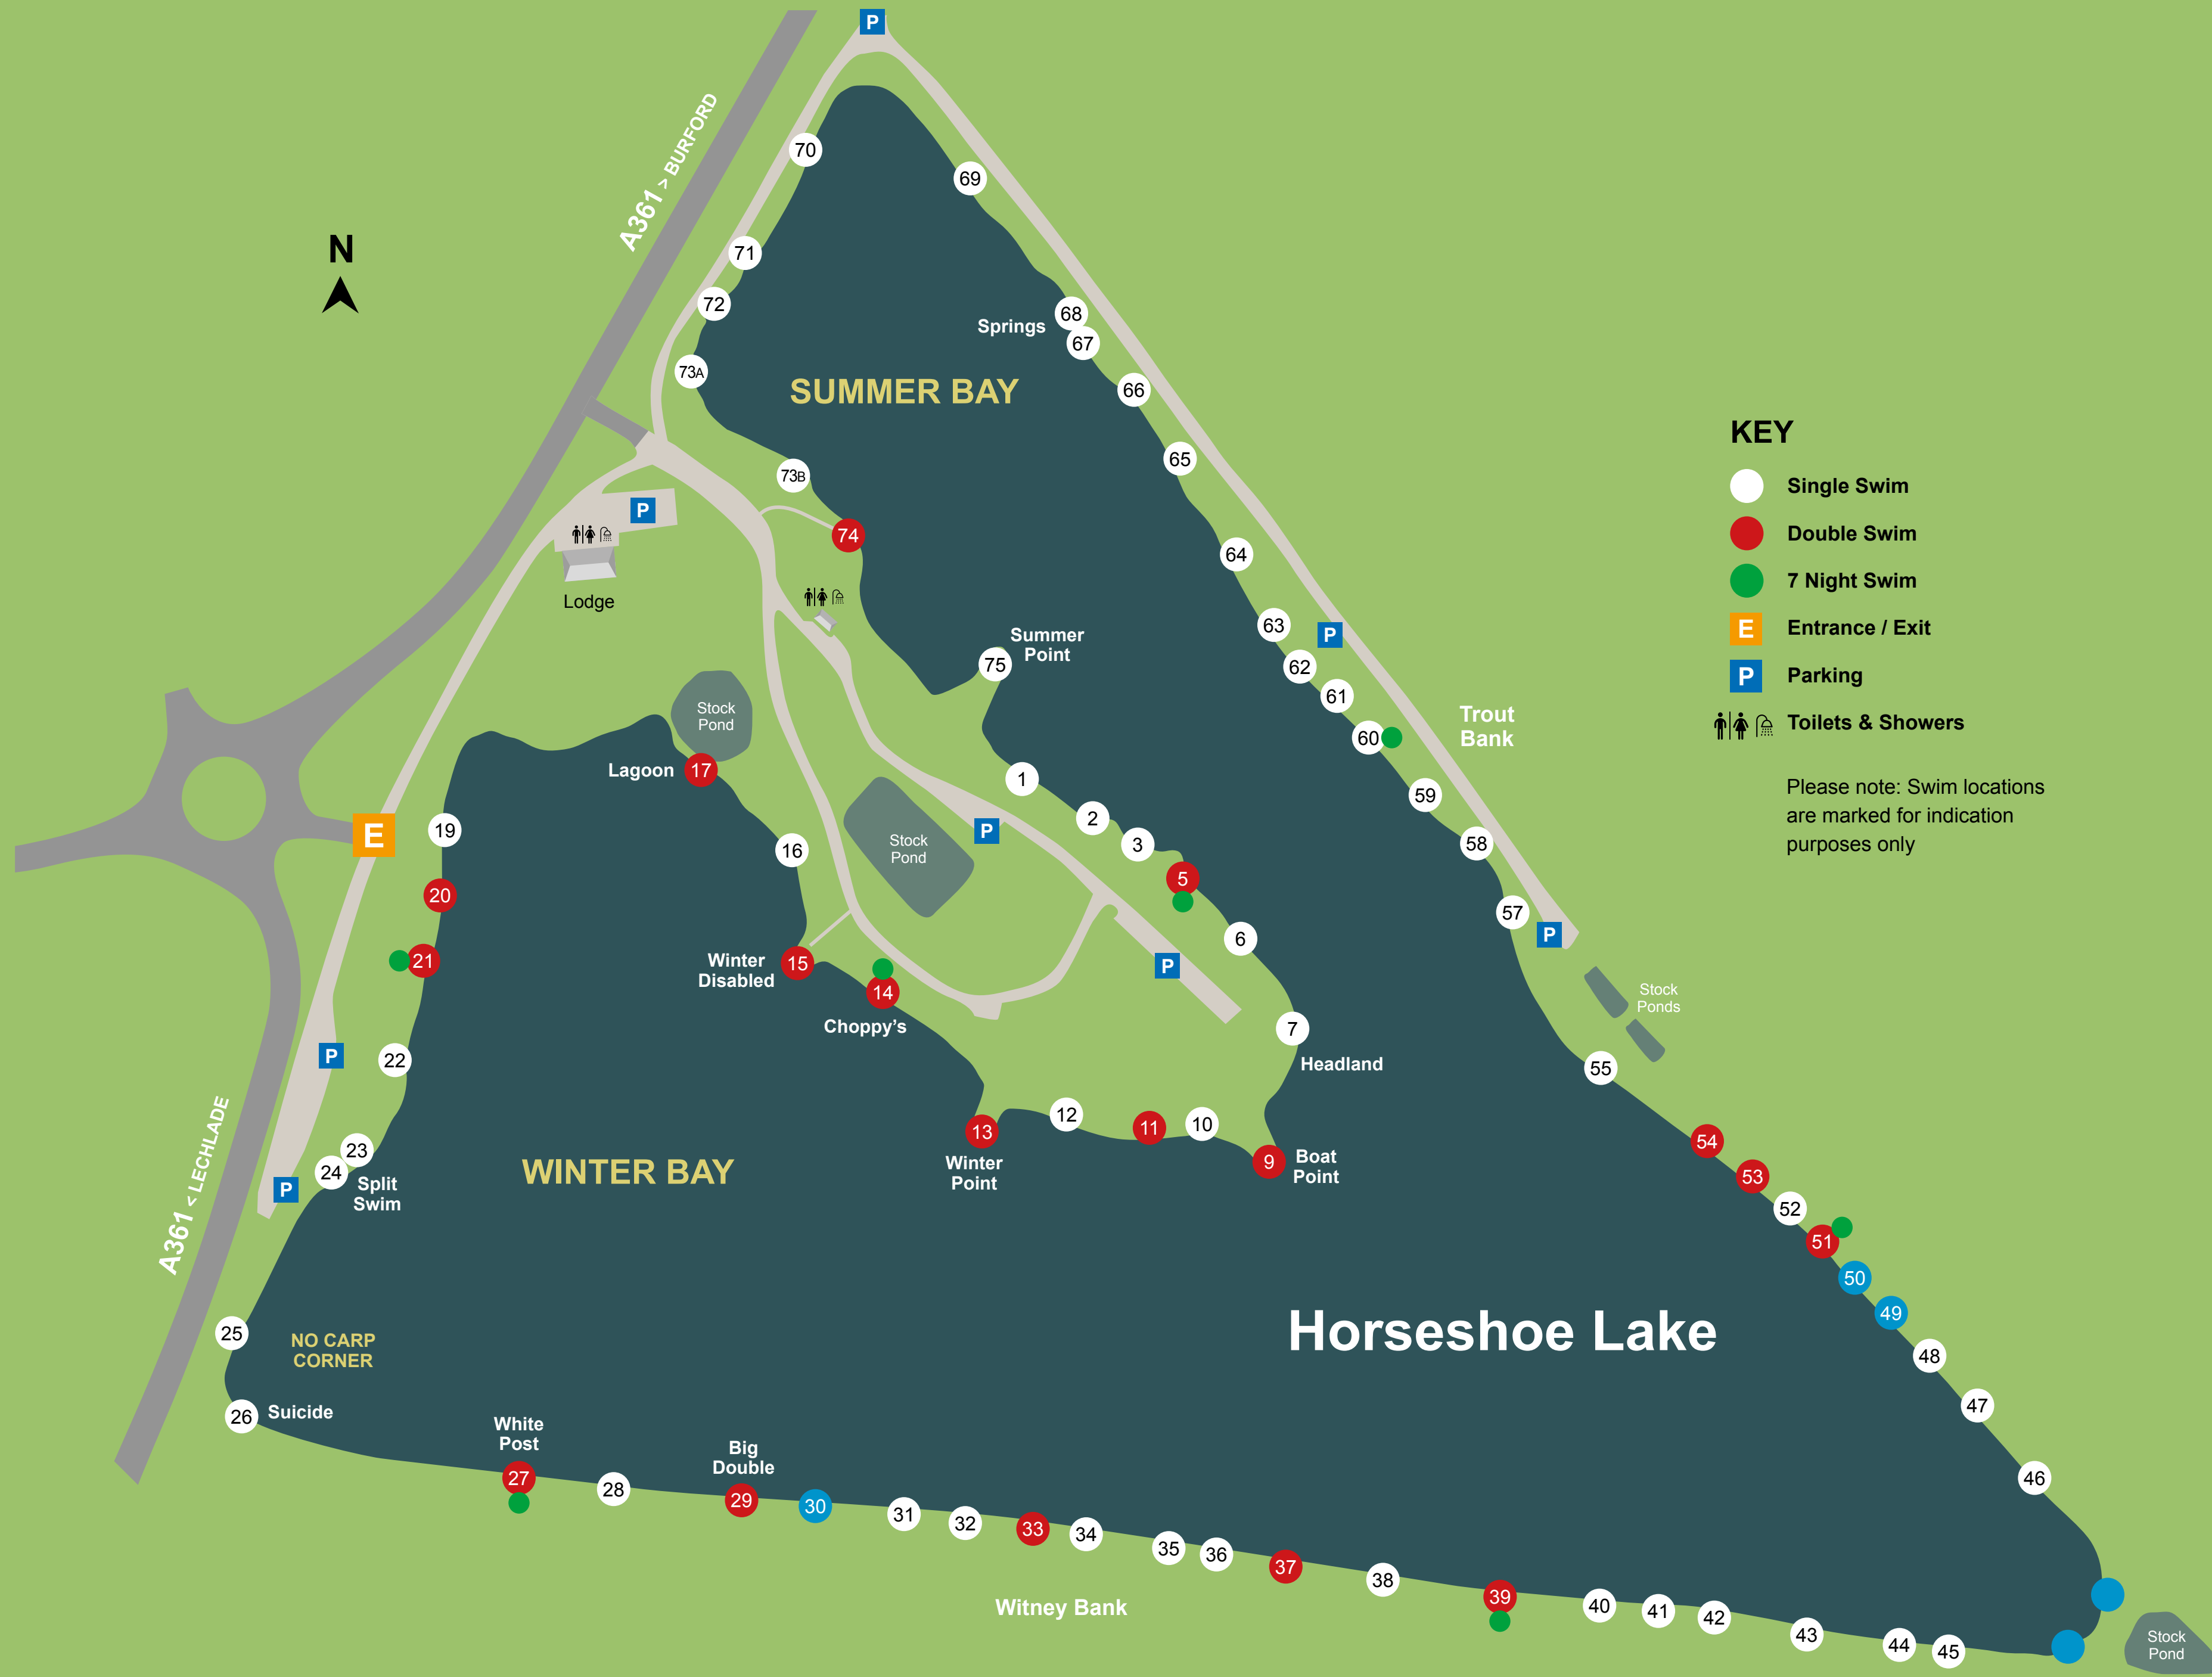 P
A361 > BURFORD
70
69
N
71
72
68
Springs
67
73A
SUMMER BAY
66
KEY
65
73B
Single Swim
P
74
Double Swim
64
7 Night Swim
Lodge
63
P
E
Entrance / Exit
Summer
Point
75
62
61
P
Parking
Stock
Pond
Toilets & Showers
60
Trout
Bank
Lagoon
17
1
59
Please note: Swim locations
are marked for indication
purposes only
2
E
19
16
Stock
Pond
P
3
58
5
20
57
6
P
21
Winter
Disabled
15
P
14
Stock
Ponds
Choppy's
7
P
22
Headland
55
12
11
10
13
54
23
24
Split
Swim
WINTER BAY
Winter
Point
9
Boat
Point
53
P
A361 < LECHLADE
52
51
50
49
25
NO CARP
CORNER
Horseshoe Lake
48
26
Suicide
47
White
Post
Big
Double
27
28
29
30
31
32
33
34
35
36
37
38
39
40
41
42
43
44
45
46
Witney Bank
Stock
Pond